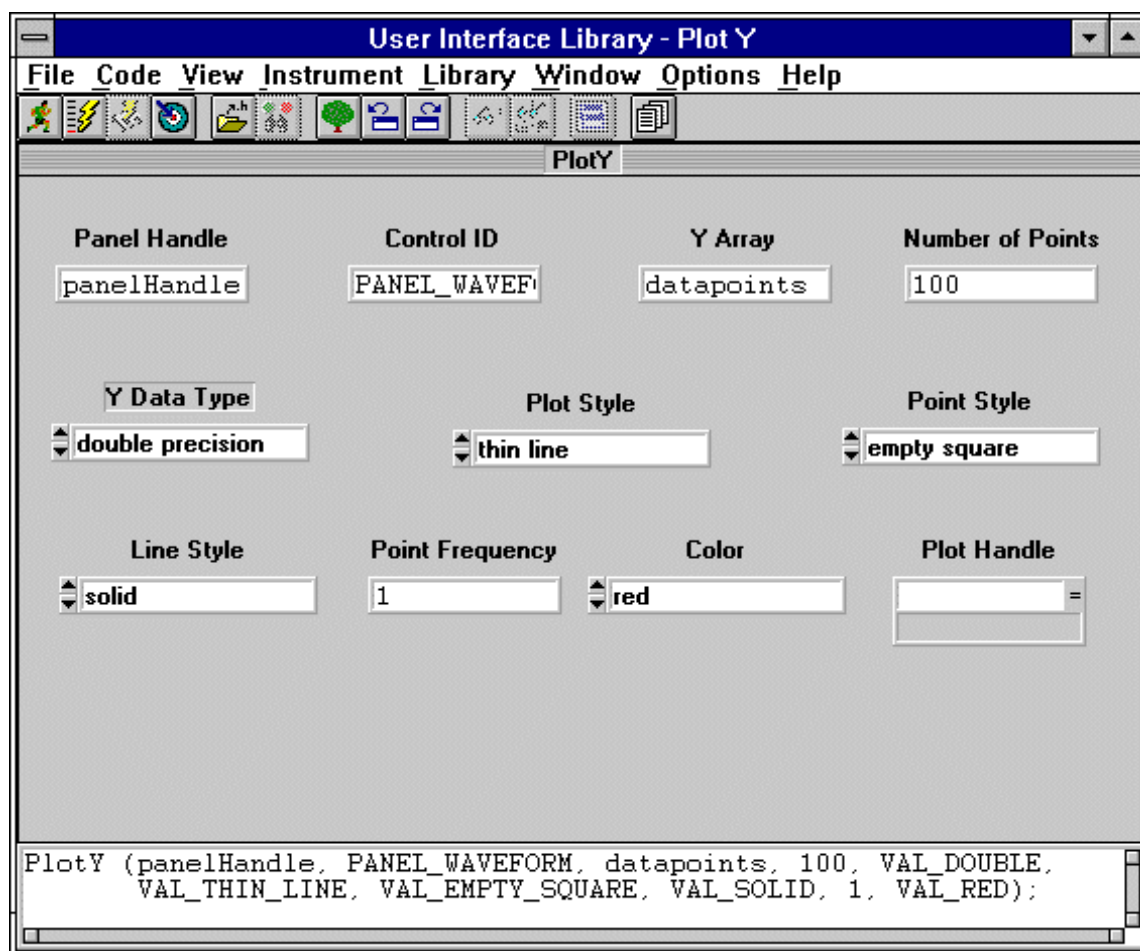 User Interface Library - Plot Y
File Code View Instrument Library Window Options Help
PlotY
Panel Handle Control ID Y Array Number of Points
panelHandle PANEL_WAVEF datapoints 100
Y Data Type Plot Style Point Style
double precision thin line empty square
Line Style Point Frequency Color Plot Handle
solid 1 red =
PlotY (panelHandle, PANEL_WAVEFORM, datapoints, 100, VAL_DOUBLE,
VAL_THIN_LINE, VAL_EMPTY_SQUARE, VAL_SOLID, 1, VAL_RED);